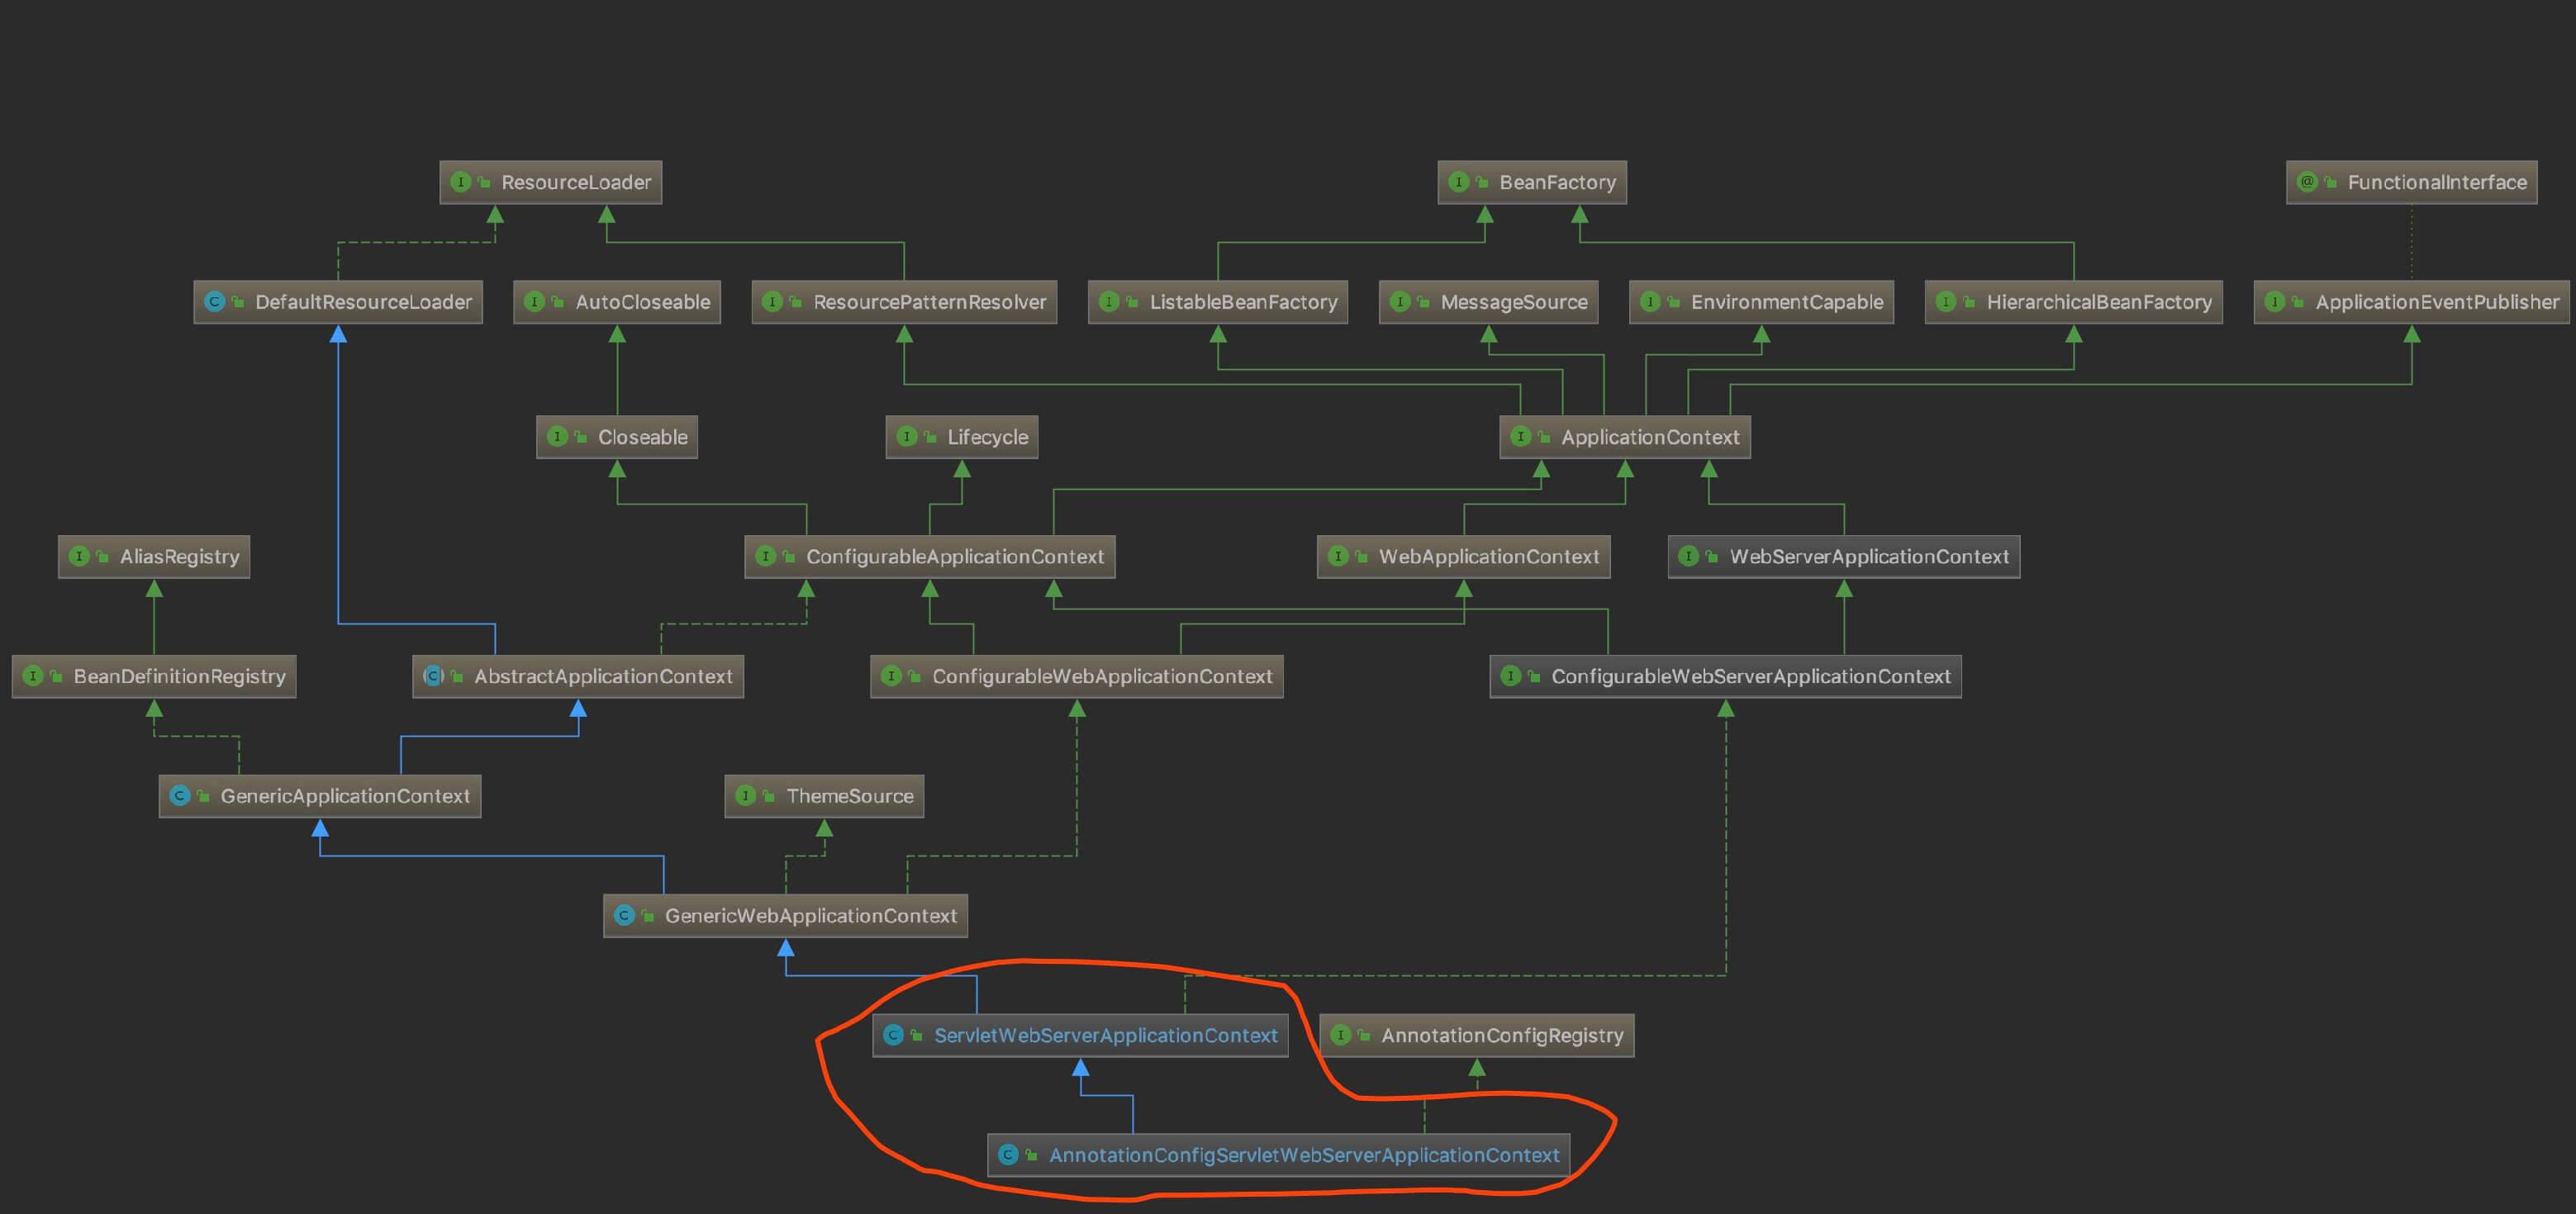 ResourceLoader
BeanFactory
FunctionalInterface
DefaultResourceLoader
AutoCloseable
ResourcePatternResolver
ListableBeanFactory
MessageSource
EnvironmentCapable
HierarchicalBeanFactory
ApplicationEventPublisher
Closeable
Lifecycle
ApplicationContext
AliasRegistry
ConfigurableApplicationContext
WebApplicationContext
WebServerApplicationContext
BeanDefinitionRegistry
AbstractApplicationContext
ConfigurableWebApplicationContext
ConfigurableWebServerApplicationContext
GenericApplicationContext
ThemeSource
GenericWebApplicationContext
ServletWebServerApplicationContext
AnnotationConfigRegistry
AnnotationConfigServletWebServerApplicationContext